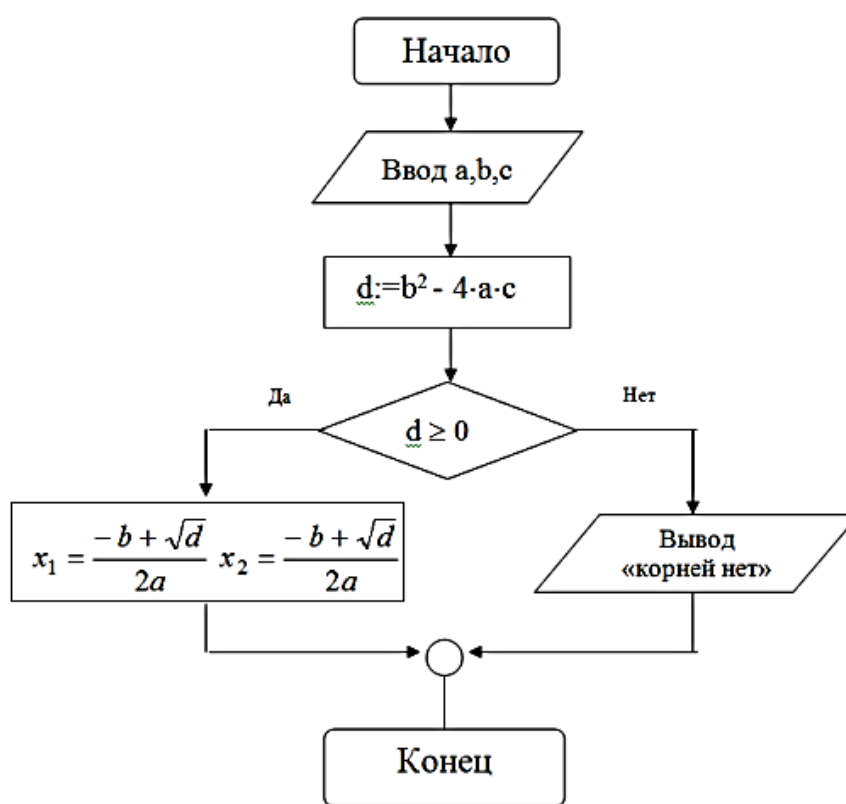 Начало
Ввод a,b,c
d:=b² - 4·a·c
Да
Нет
d ≥ 0
x₁ = (-b + √d)/2a x₂ = (-b + √d)/2a
Вывод
«корней нет»
Конец